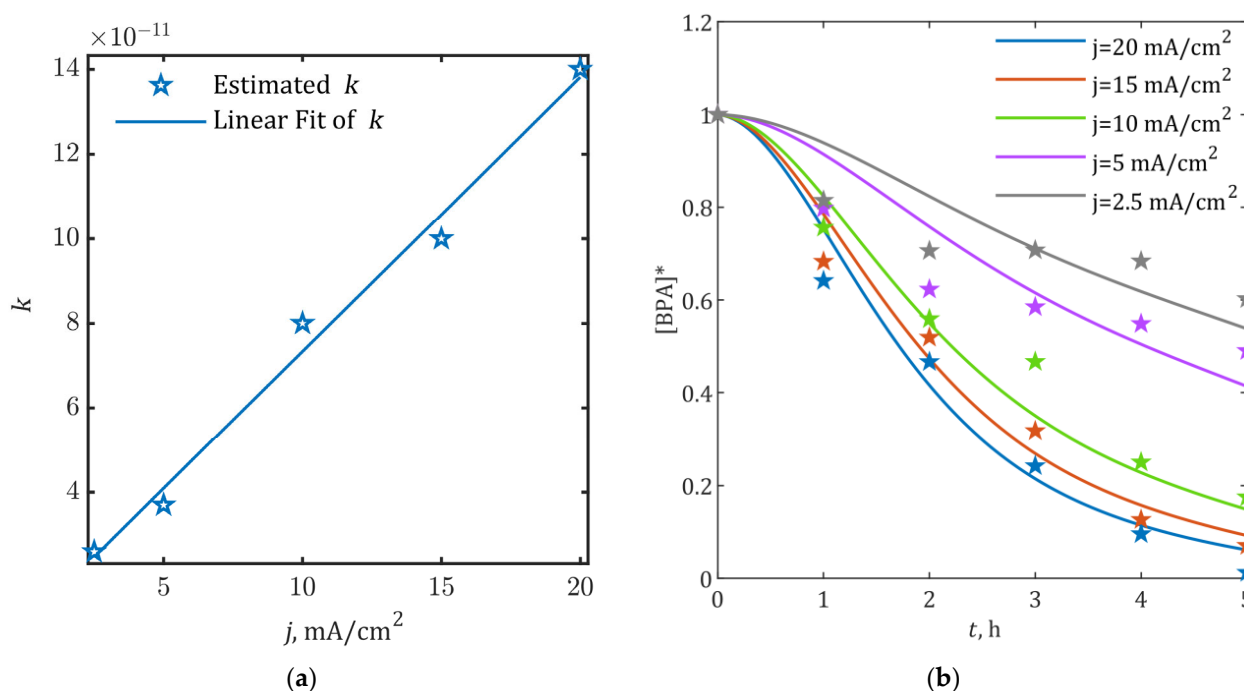 ×10⁻¹¹
14
12
10
8
6
4
k
5
10
15
20
j, mA/cm²
Estimated k
Linear Fit of k
(a)
1.2
1
0.8
0.6
0.4
0.2
0
[BPA]*
0
1
2
3
4
5
t, h
j=20 mA/cm²
j=15 mA/cm²
j=10 mA/cm²
j=5 mA/cm²
j=2.5 mA/cm²
(b)